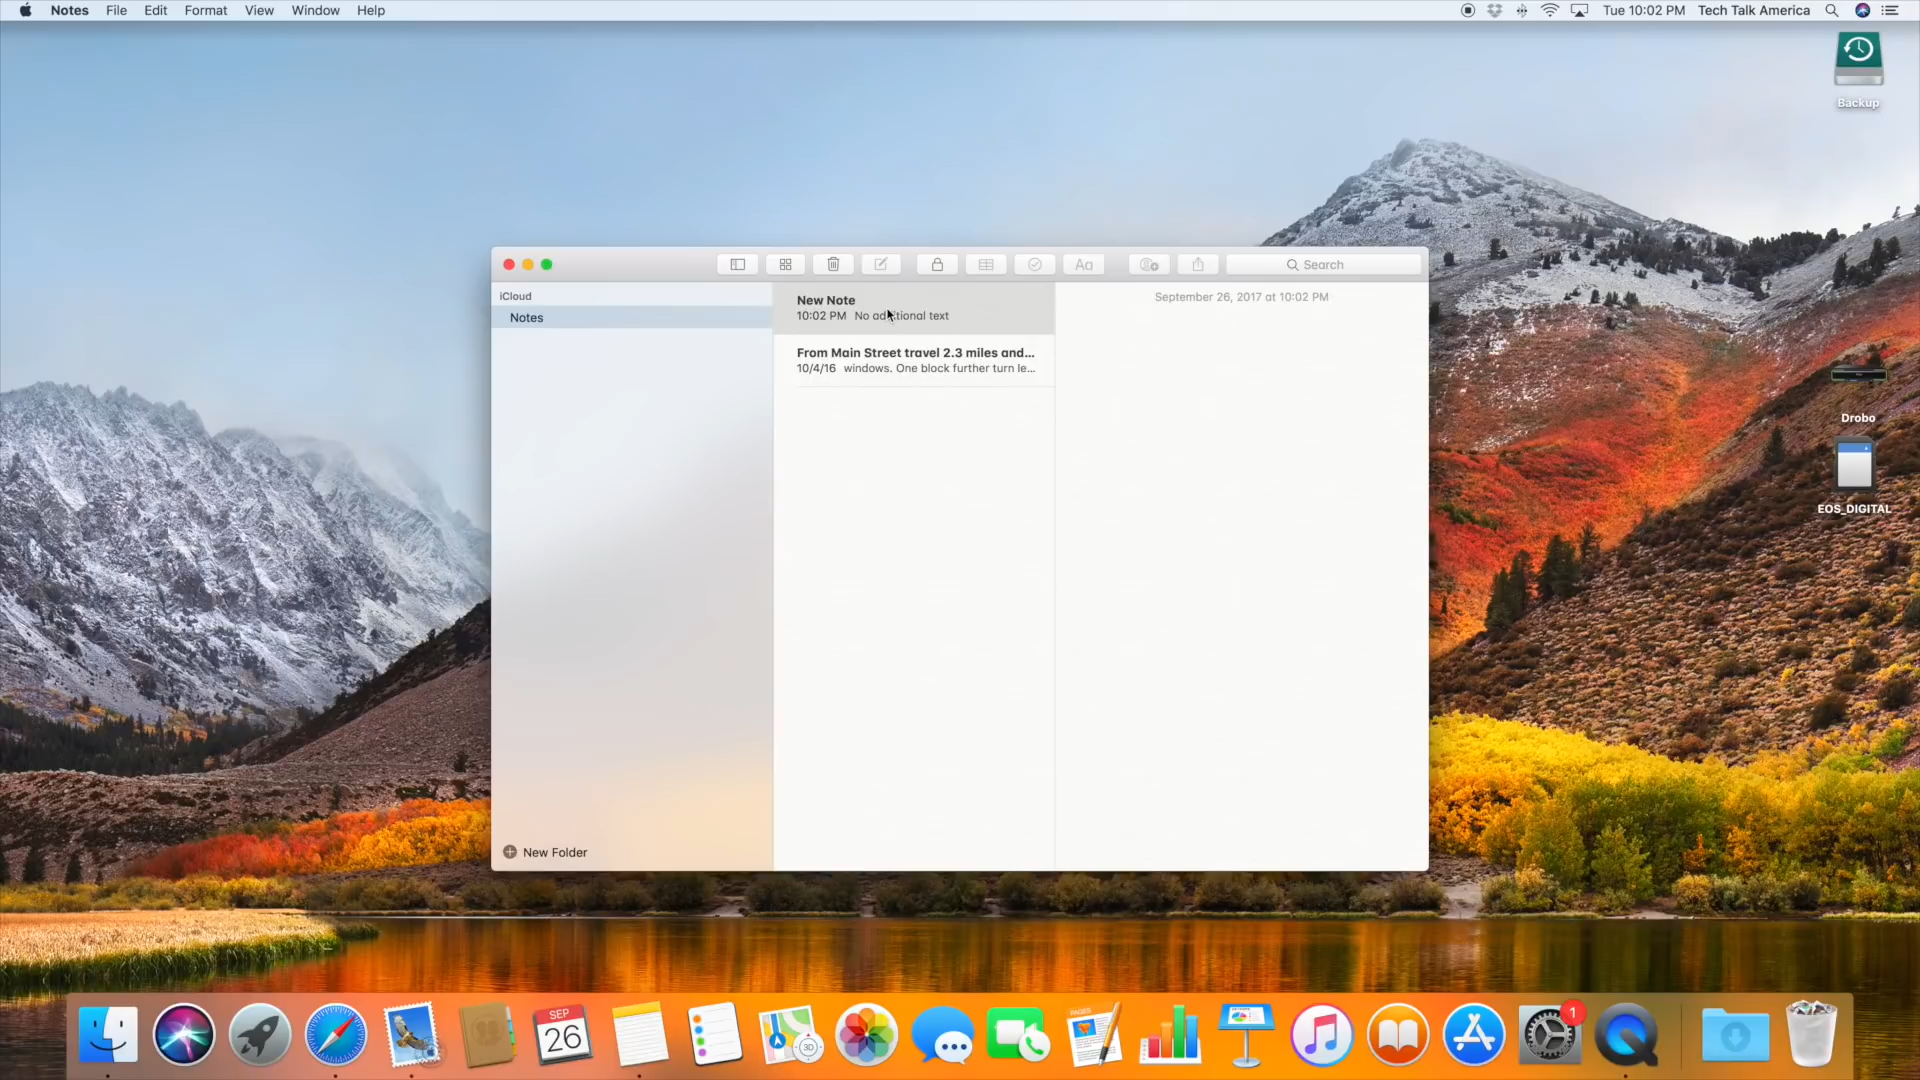 Notes File Edit Format View Window Help
Tue 10:02 PM Tech Talk America
Backup
Search
iCloud
Notes
New Note
10:02 PM No additional text
From Main Street travel 2.3 miles and...
10/4/16 windows. One block further turn le...
September 26, 2017 at 10:02 PM
Aa
Drobo
EOS_DIGITAL
New Folder
SEP
26
3D
PAGES
1